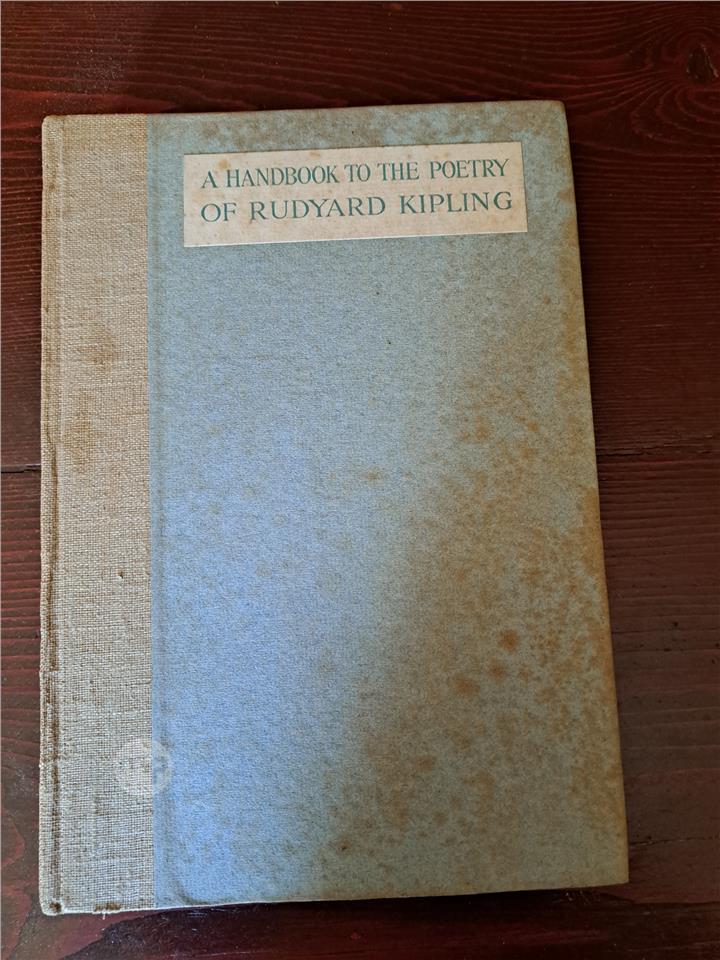 A HANDBOOK TO THE POETRY
OF RUDYARD KIPLING